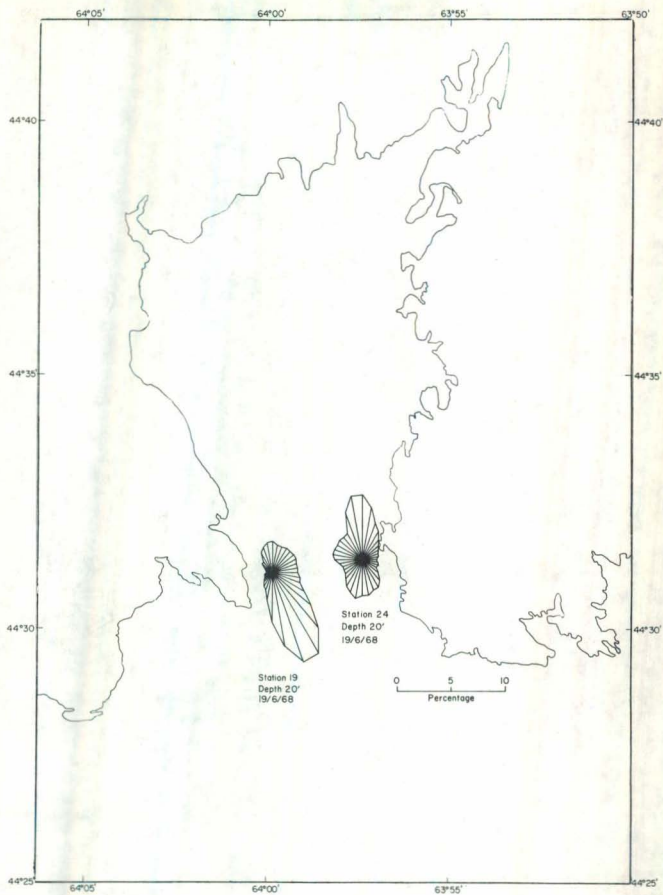 64°05' 64°00' 63°55' 63°50'
44°40' 44°40'
44°35' 44°35'
Station 24
Depth 20'
19/6/68
44°30' 44°30'
Station 19
Depth 20'
19/6/68
0 5 10
Percentage
44°25' 44°25'
64°05' 64°00' 63°55'